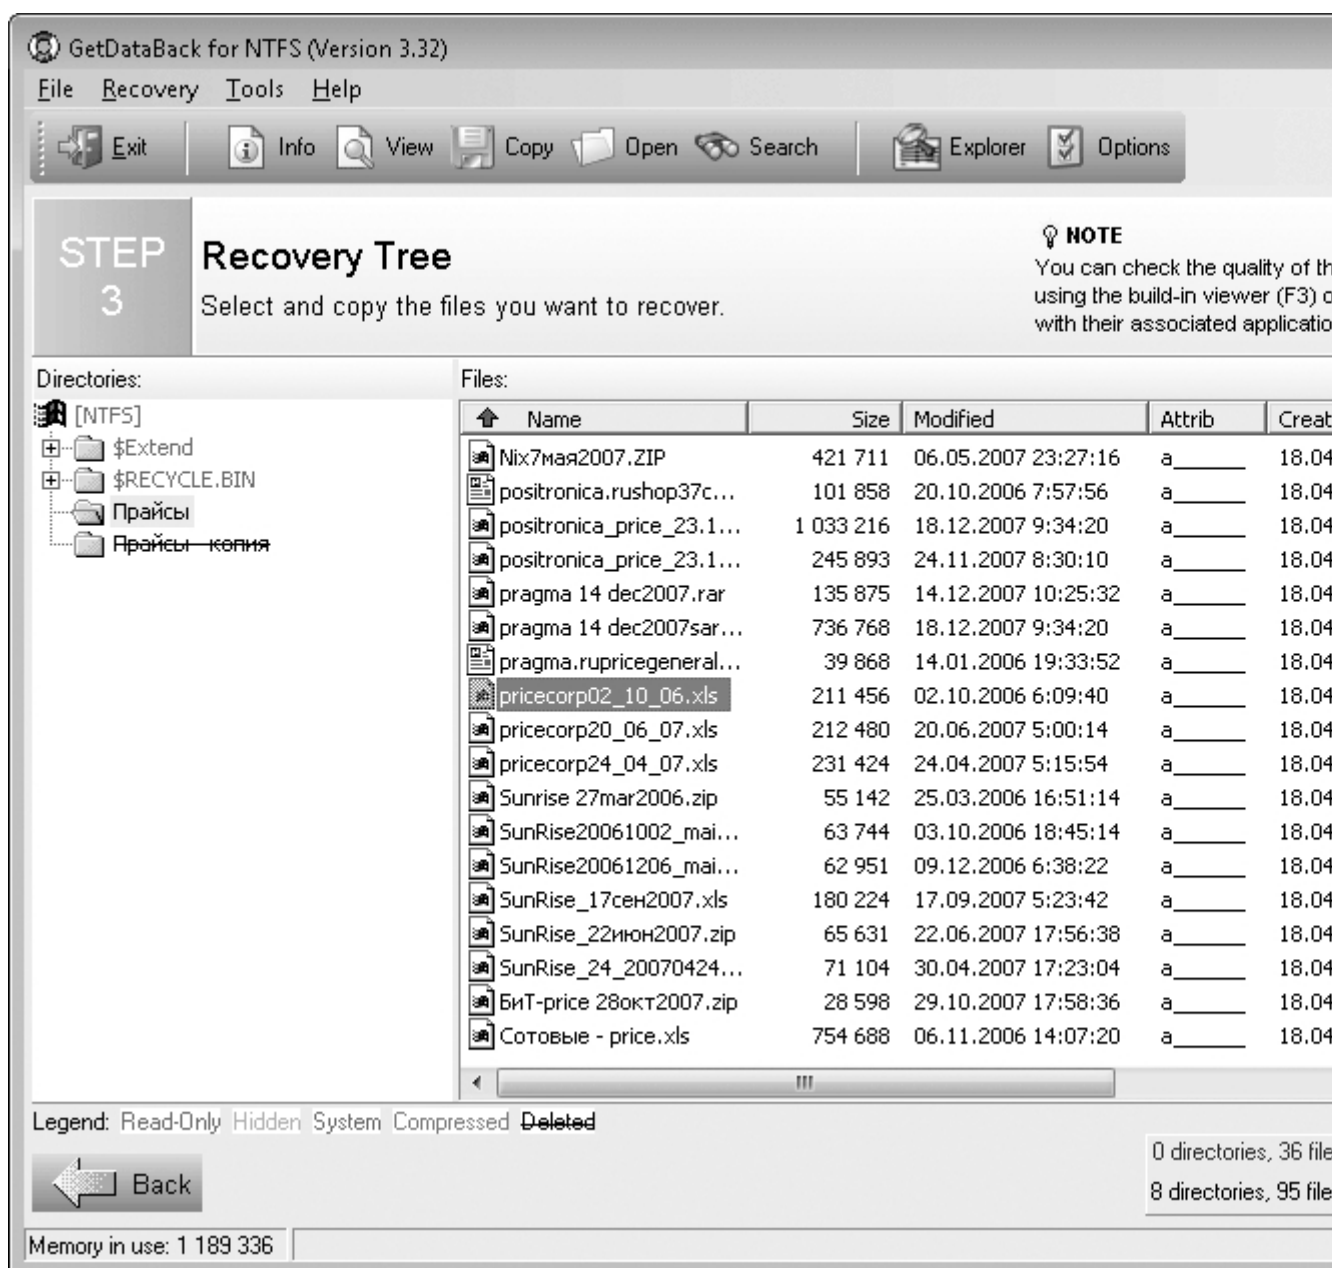 GetDataBack for NTFS (Version 3.32)
File Recovery Tools Help
Exit Info View Copy Open Search Explorer Options
STEP
3
Recovery Tree
Select and copy the files you want to recover.
NOTE
You can check the quality of th
using the build-in viewer (F3) o
with their associated applicatio
Directories:
[NTFS]
$Extend
$RECYCLE.BIN
Прайсы
Прайсы - копия
Files:
Name Size Modified Attrib Creat
Nix7мая2007.ZIP 421 711 06.05.2007 23:27:16 a______ 18.04
positronica.rushop37c... 101 858 20.10.2006 7:57:56 a______ 18.04
positronica_price_23.1... 1 033 216 18.12.2007 9:34:20 a______ 18.04
positronica_price_23.1... 245 893 24.11.2007 8:30:10 a______ 18.04
pragma 14 dec2007.rar 135 875 14.12.2007 10:25:32 a______ 18.04
pragma 14 dec2007sar... 736 768 18.12.2007 9:34:20 a______ 18.04
pragma.rupricegeneral... 39 868 14.01.2006 19:33:52 a______ 18.04
pricecorp02_10_06.xls 211 456 02.10.2006 6:09:40 a______ 18.04
pricecorp20_06_07.xls 212 480 20.06.2007 5:00:14 a______ 18.04
pricecorp24_04_07.xls 231 424 24.04.2007 5:15:54 a______ 18.04
Sunrise 27mar2006.zip 55 142 25.03.2006 16:51:14 a______ 18.04
SunRise20061002_mai... 63 744 03.10.2006 18:45:14 a______ 18.04
SunRise20061206_mai... 62 951 09.12.2006 6:38:22 a______ 18.04
SunRise_17сен2007.xls 180 224 17.09.2007 5:23:42 a______ 18.04
SunRise_22июн2007.zip 65 631 22.06.2007 17:56:38 a______ 18.04
SunRise_24_20070424... 71 104 30.04.2007 17:23:04 a______ 18.04
БиТ-price 28окт2007.zip 28 598 29.10.2007 17:58:36 a______ 18.04
Сотовые - price.xls 754 688 06.11.2006 14:07:20 a______ 18.04
Legend: Read-Only Hidden System Compressed Deleted
0 directories, 36 file
Back
8 directories, 95 file
Memory in use: 1 189 336